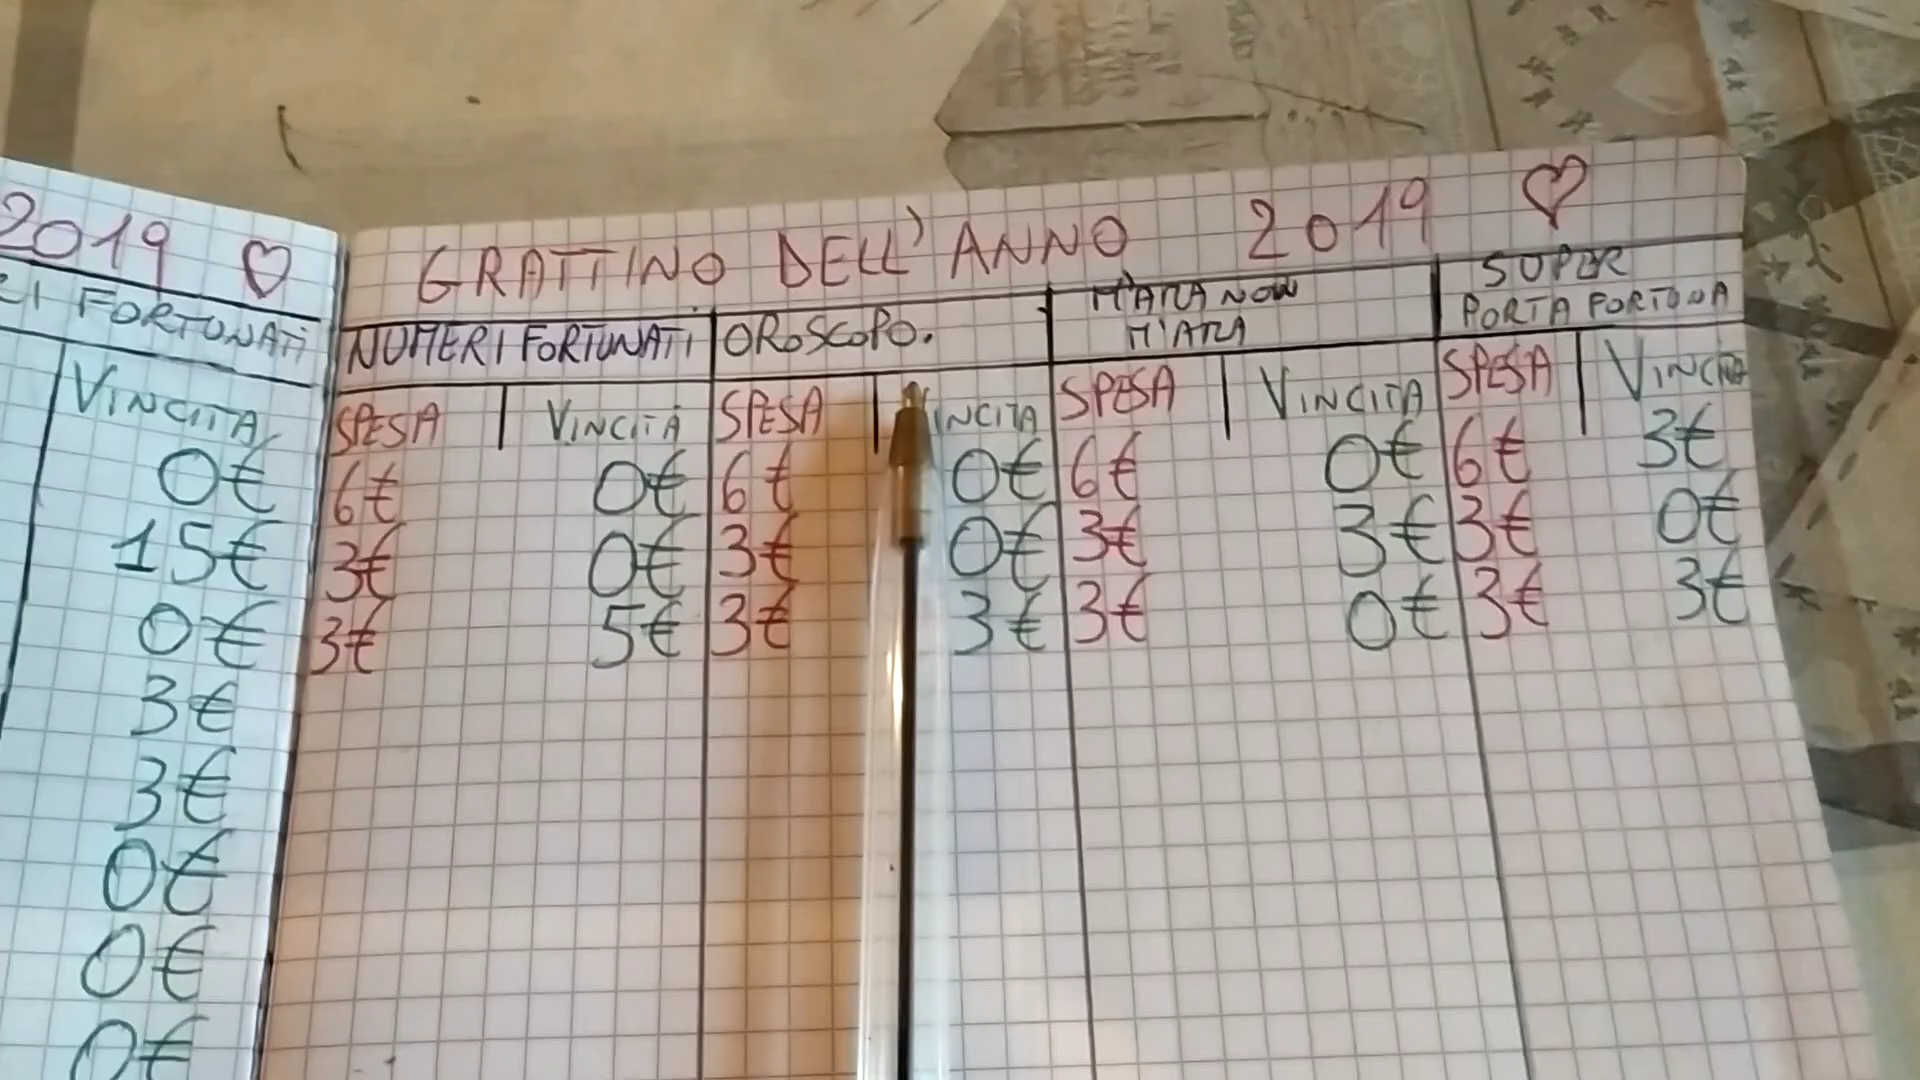 2019 ♡
EI FORTUNATI
VINCITA
0€
15€
0€
3€
3€
0€
0€
0€
GRATTINO DELL'ANNO 2019 ♡
NUMERI FORTUNATI OROSCOPO. M'AMA NON M'AMA SUPER PORTA FORTUNA
SPESA VINCITA SPESA VINCITA SPESA VINCITA SPESA VINCITA
6€ 0€ 6€ 0€ 6€ 0€ 6€ 3€
3€ 0€ 3€ 0€ 3€ 3€ 3€ 0€
3€ 5€ 3€ 3€ 3€ 0€ 3€ 3€